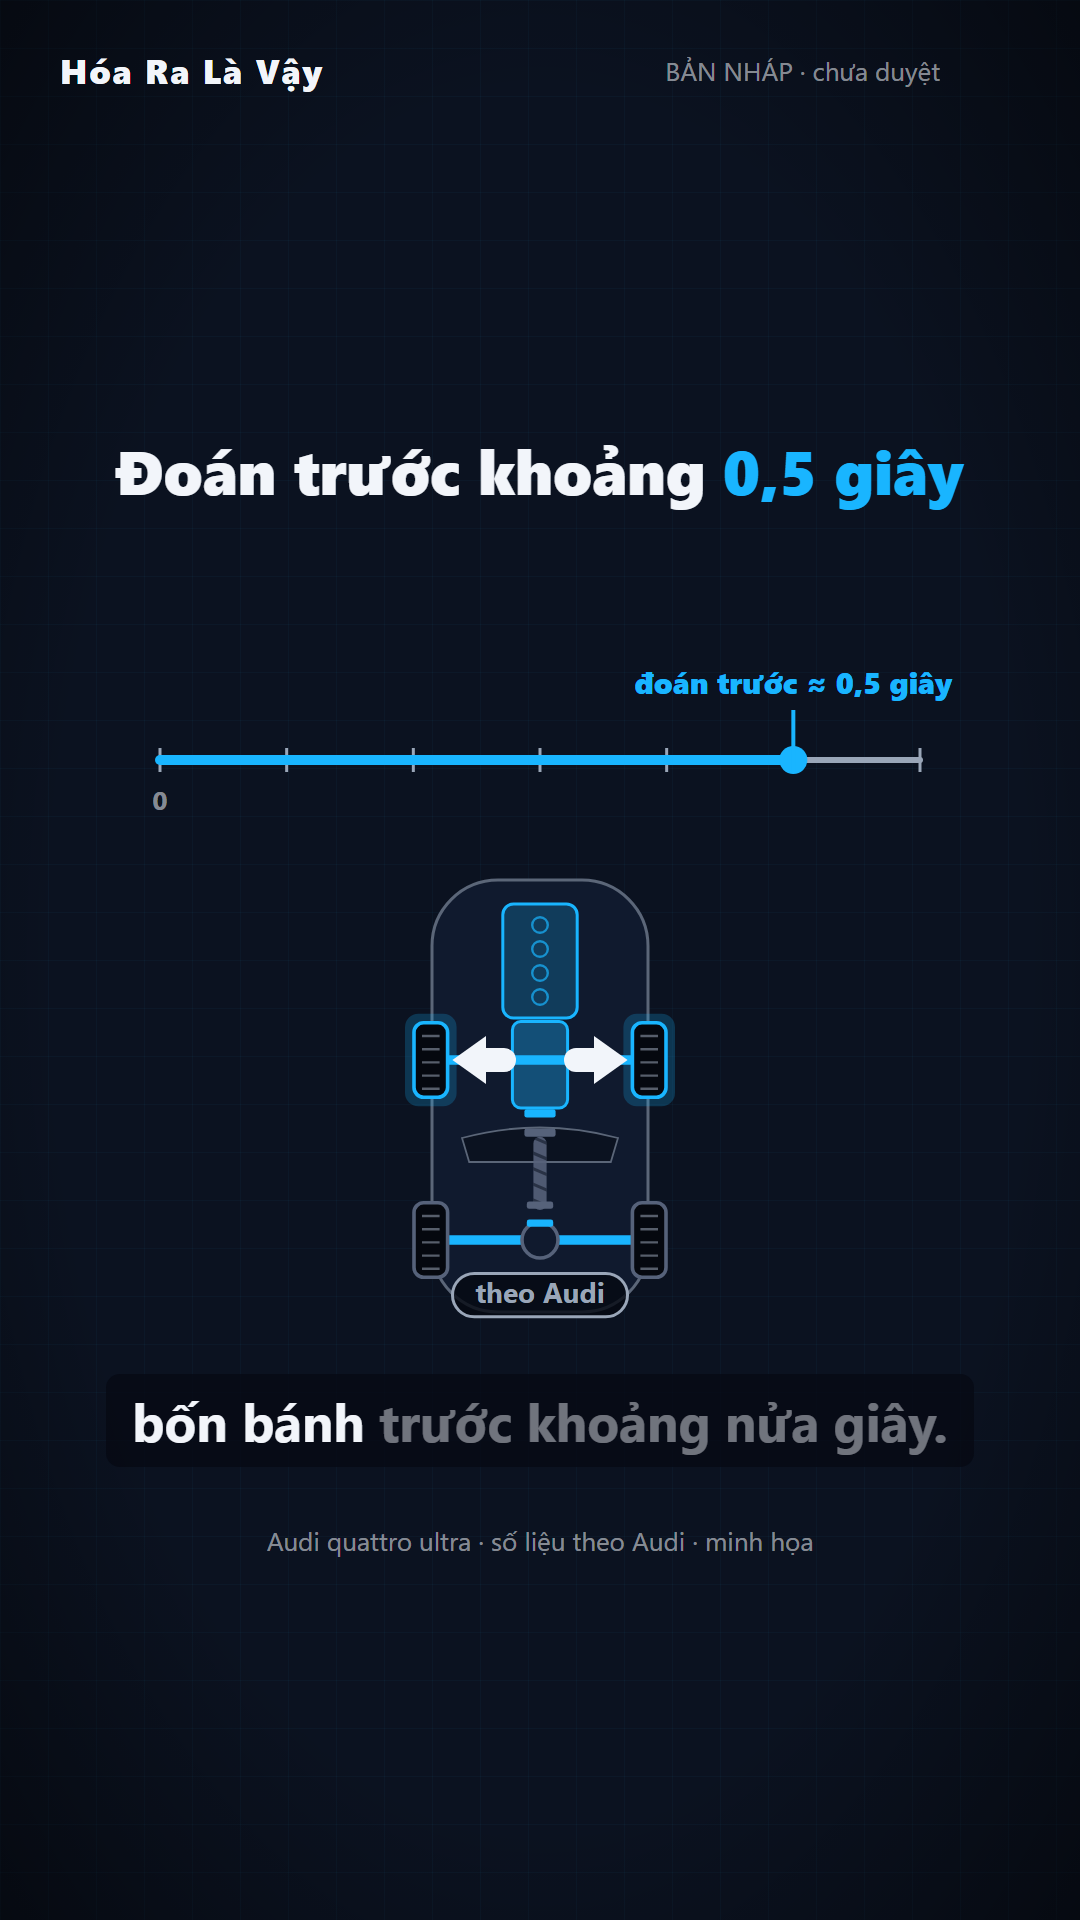 Hóa Ra Là Vậy
BẢN NHÁP · chưa duyệt
Đoán trước khoảng 0,5 giây
đoán trước ≈ 0,5 giây
0
theo Audi
bốn bánh trước khoảng nửa giây.
Audi quattro ultra · số liệu theo Audi · minh họa